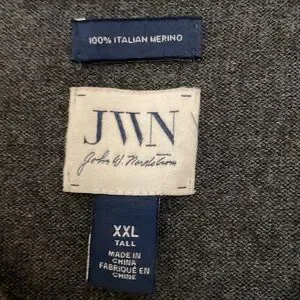 100% ITALIAN MERINO
JWN
John W. Nordstrom
XXL
TALL
MADE IN
CHINA
FABRIQUÉ EN
CHINE